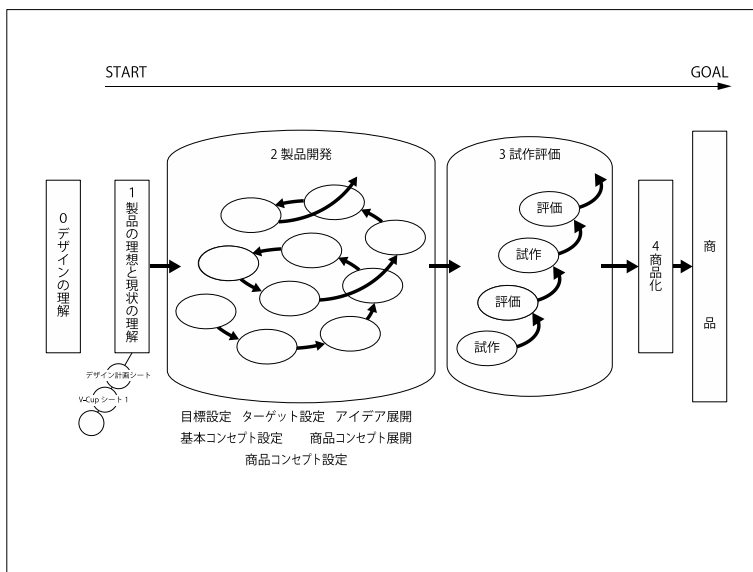 START
GOAL
0 デザインの理解
1 製品の理想と現状の理解
2 製品開発
3 試作評価
評価
試作
評価
試作
4 商品化
商品
デザイン計画シート
V-Cup シート 1
目標設定 ターゲット設定 アイデア展開
基本コンセプト設定 商品コンセプト展開
商品コンセプト設定